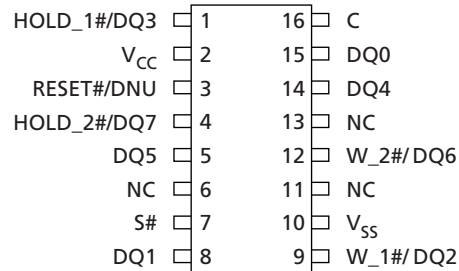 HOLD_1#/DQ3 1 16 C
VCC 2 15 DQ0
RESET#/DNU 3 14 DQ4
HOLD_2#/DQ7 4 13 NC
DQ5 5 12 W_2#/DQ6
NC 6 11 NC
S# 7 10 VSS
DQ1 8 9 W_1#/DQ2